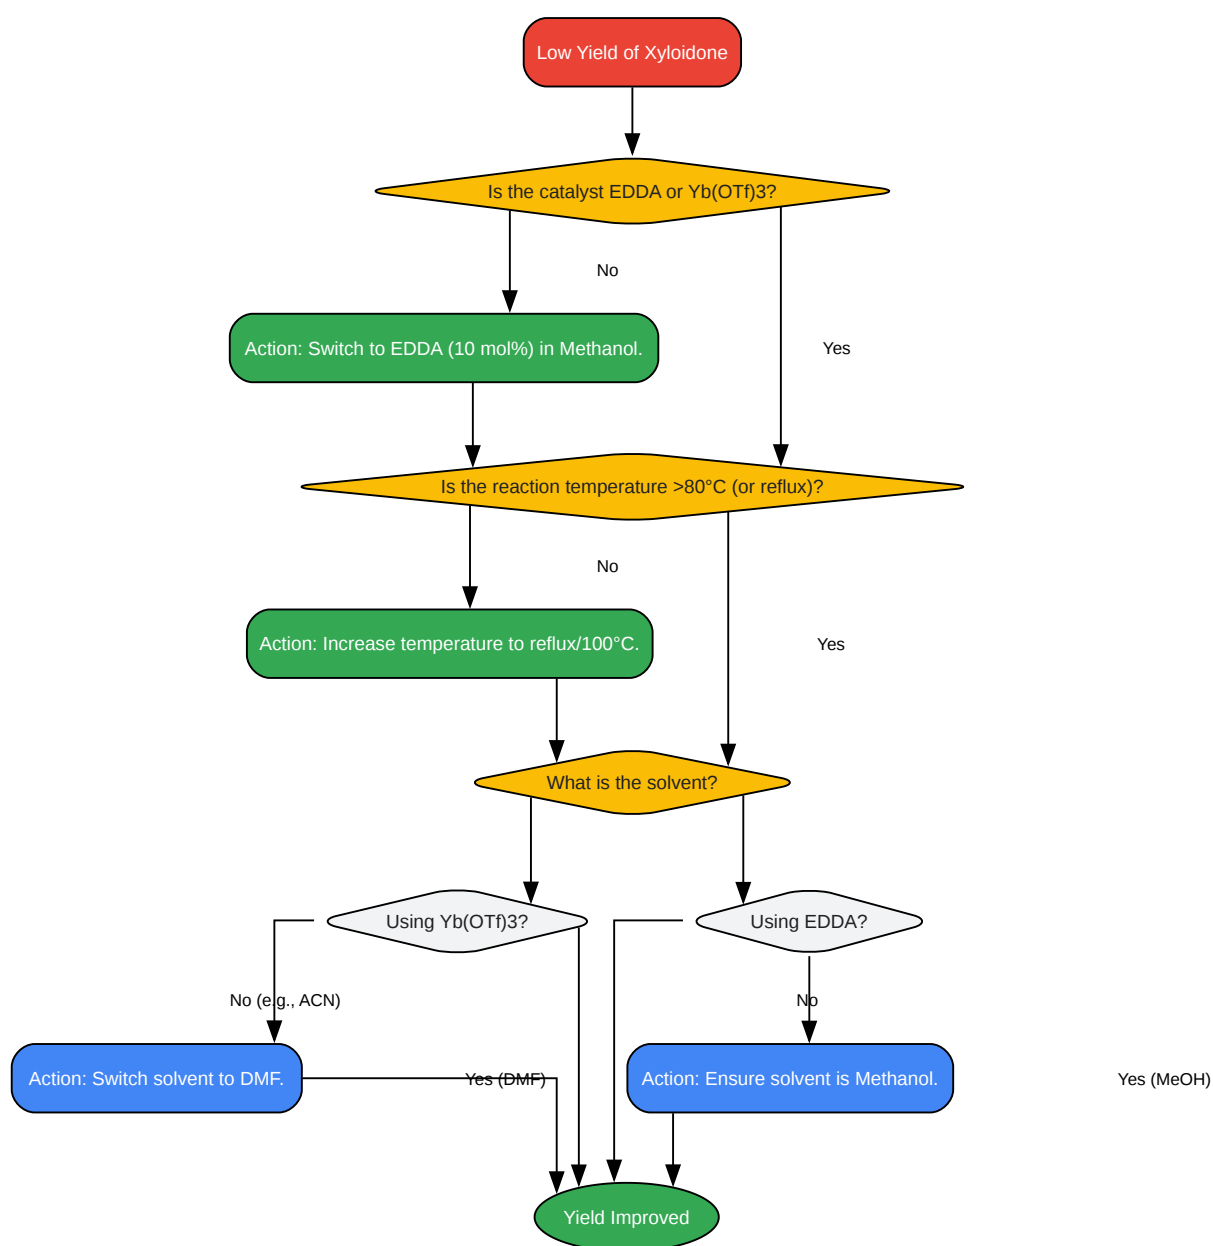 Low Yield of Xyloidone
Is the catalyst EDDA or Yb(OTf)3?
No
Action: Switch to EDDA (10 mol%) in Methanol.
Yes
Is the reaction temperature >80°C (or reflux)?
No
Action: Increase temperature to reflux/100°C.
Yes
What is the solvent?
Using Yb(OTf)3?
Using EDDA?
No (e.g., ACN)
No
Action: Switch solvent to DMF.
Yes (DMF)
Action: Ensure solvent is Methanol.
Yes (MeOH)
Yield Improved